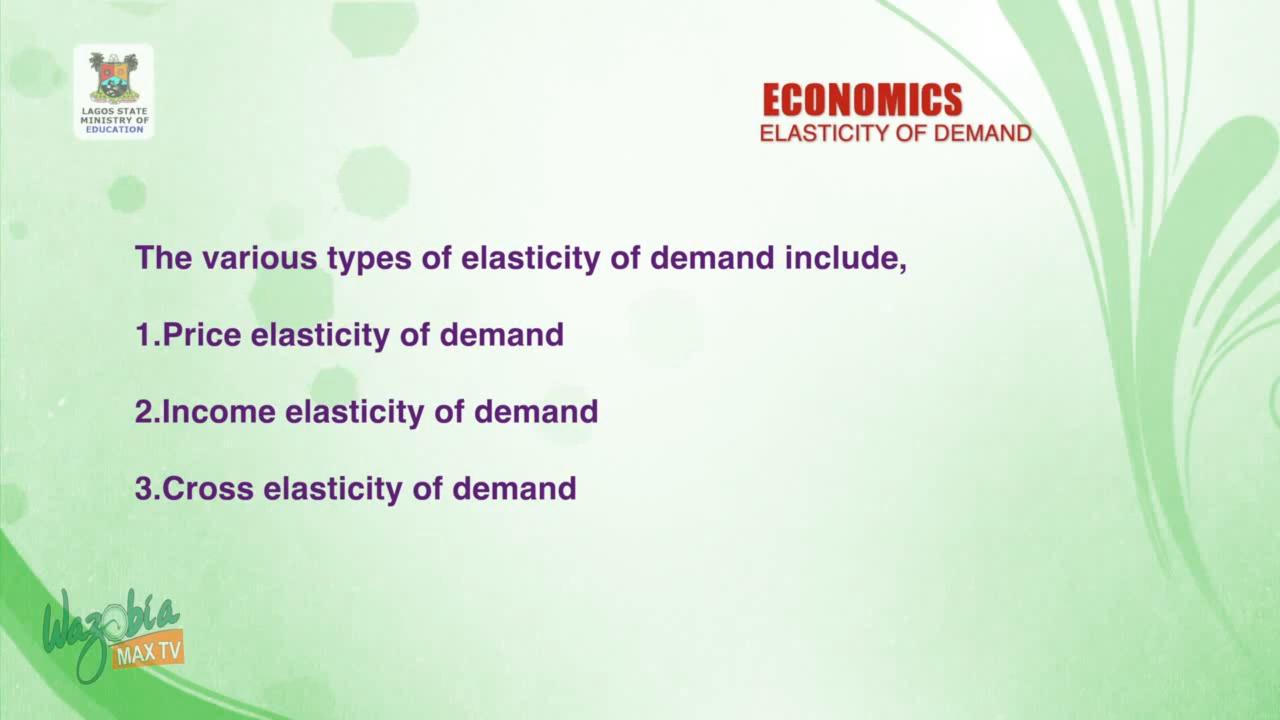 LAGOS STATE
MINISTRY OF
EDUCATION
ECONOMICS
ELASTICITY OF DEMAND
The various types of elasticity of demand include,
1.Price elasticity of demand
2.Income elasticity of demand
3.Cross elasticity of demand
Wazobia
MAX TV